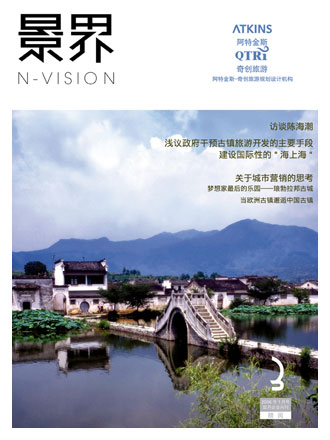 景界
N-VISION
ATKINS
阿特金斯
QTRi
奇创旅游
阿特金斯-奇创旅游规划设计机构
访谈陈海潮
浅议政府干预古镇旅游开发的主要手段
建设国际性的“海上海”
关于城市营销的思考
梦想家最后的乐园——琅勃拉邦古城
当欧洲古镇邂逅中国古镇
3